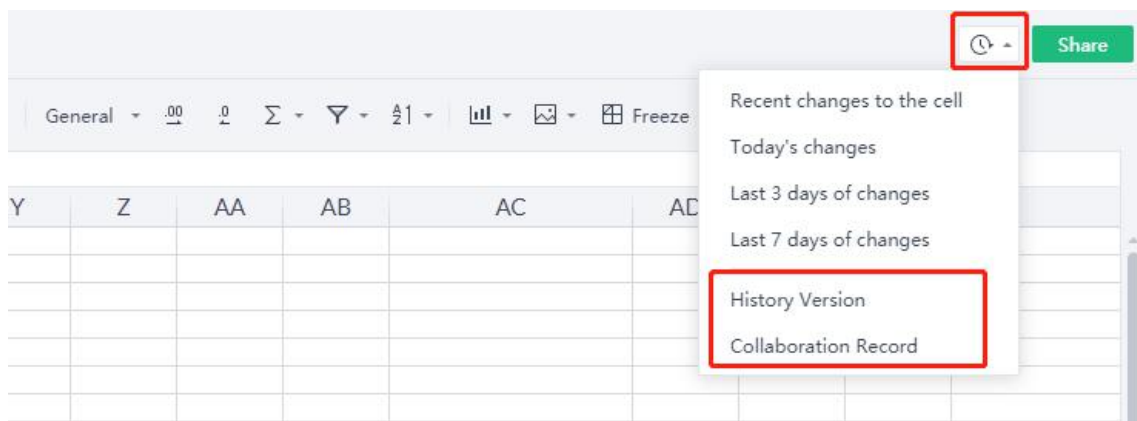 Share
General .00 .0 Freeze
Recent changes to the cell
Today's changes
Last 3 days of changes
Last 7 days of changes
History Version
Collaboration Record
Y Z AA AB AC AD